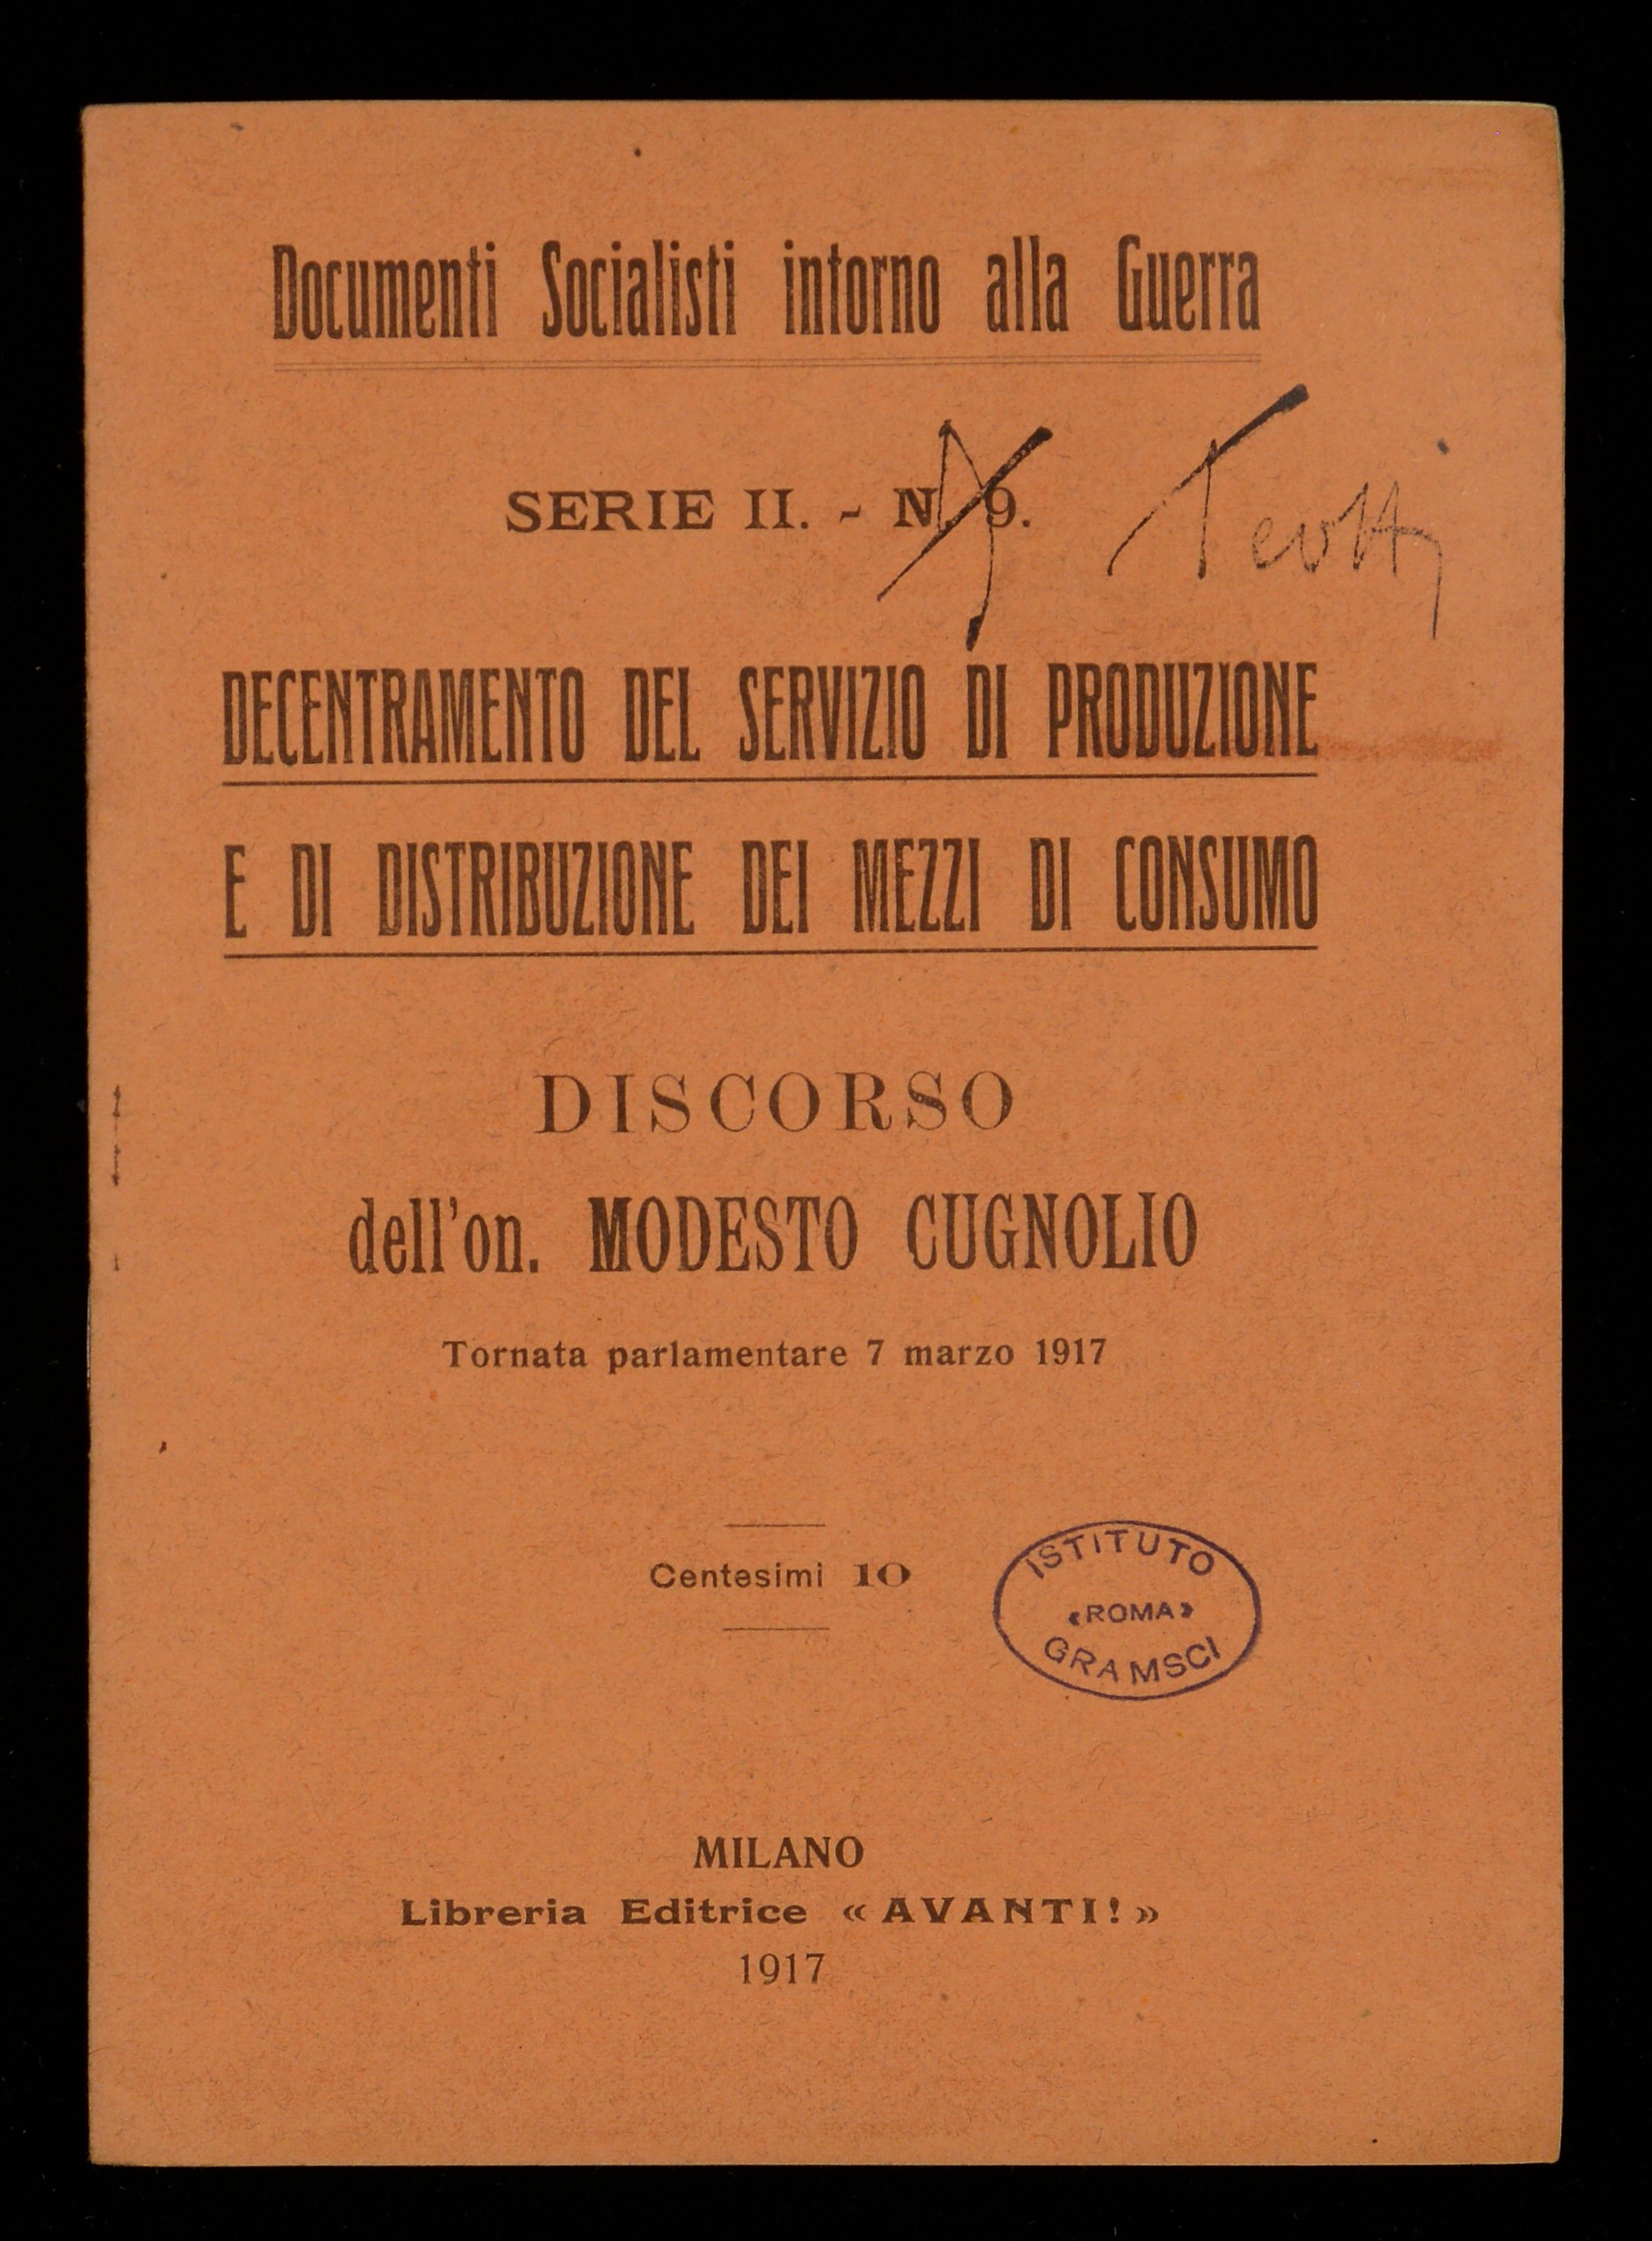 Documenti Socialisti intorno alla Guerra
SERIE II. - N. 9.
DECENTRAMENTO DEL SERVIZIO DI PRODUZIONE
E DI DISTRIBUZIONE DEI MEZZI DI CONSUMO
DISCORSO
dell'on. MODESTO CUGNOLIO
Tornata parlamentare 7 marzo 1917
Centesimi 10
ISTITUTO
«ROMA»
GRAMSCI
MILANO
Libreria Editrice « AVANTI! »
1917